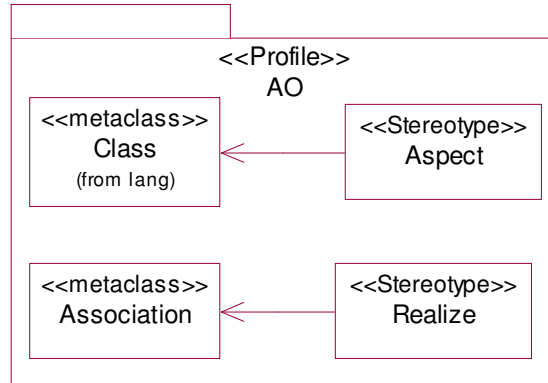 <<Profile>>
AO
<<metaclass>>
Class
(from lang)
<<Stereotype>>
Aspect
<<metaclass>>
Association
<<Stereotype>>
Realize